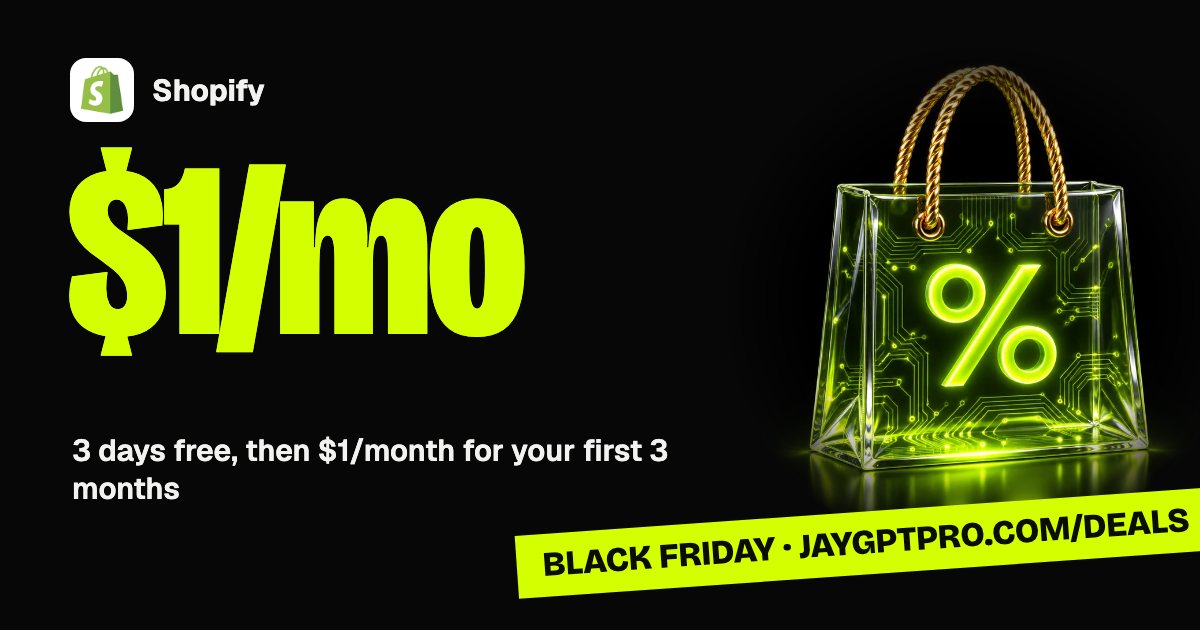 Shopify
$1/mo
3 days free, then $1/month for your first 3
months
%
BLACK FRIDAY · JAYGPTPRO.COM/DEALS